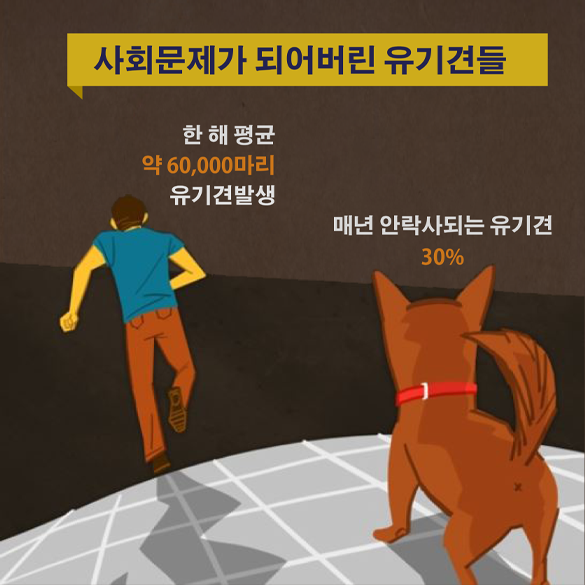 사회문제가 되어버린 유기견들
한 해 평균
약 60,000마리
유기견발생
매년 안락사되는 유기견
30%